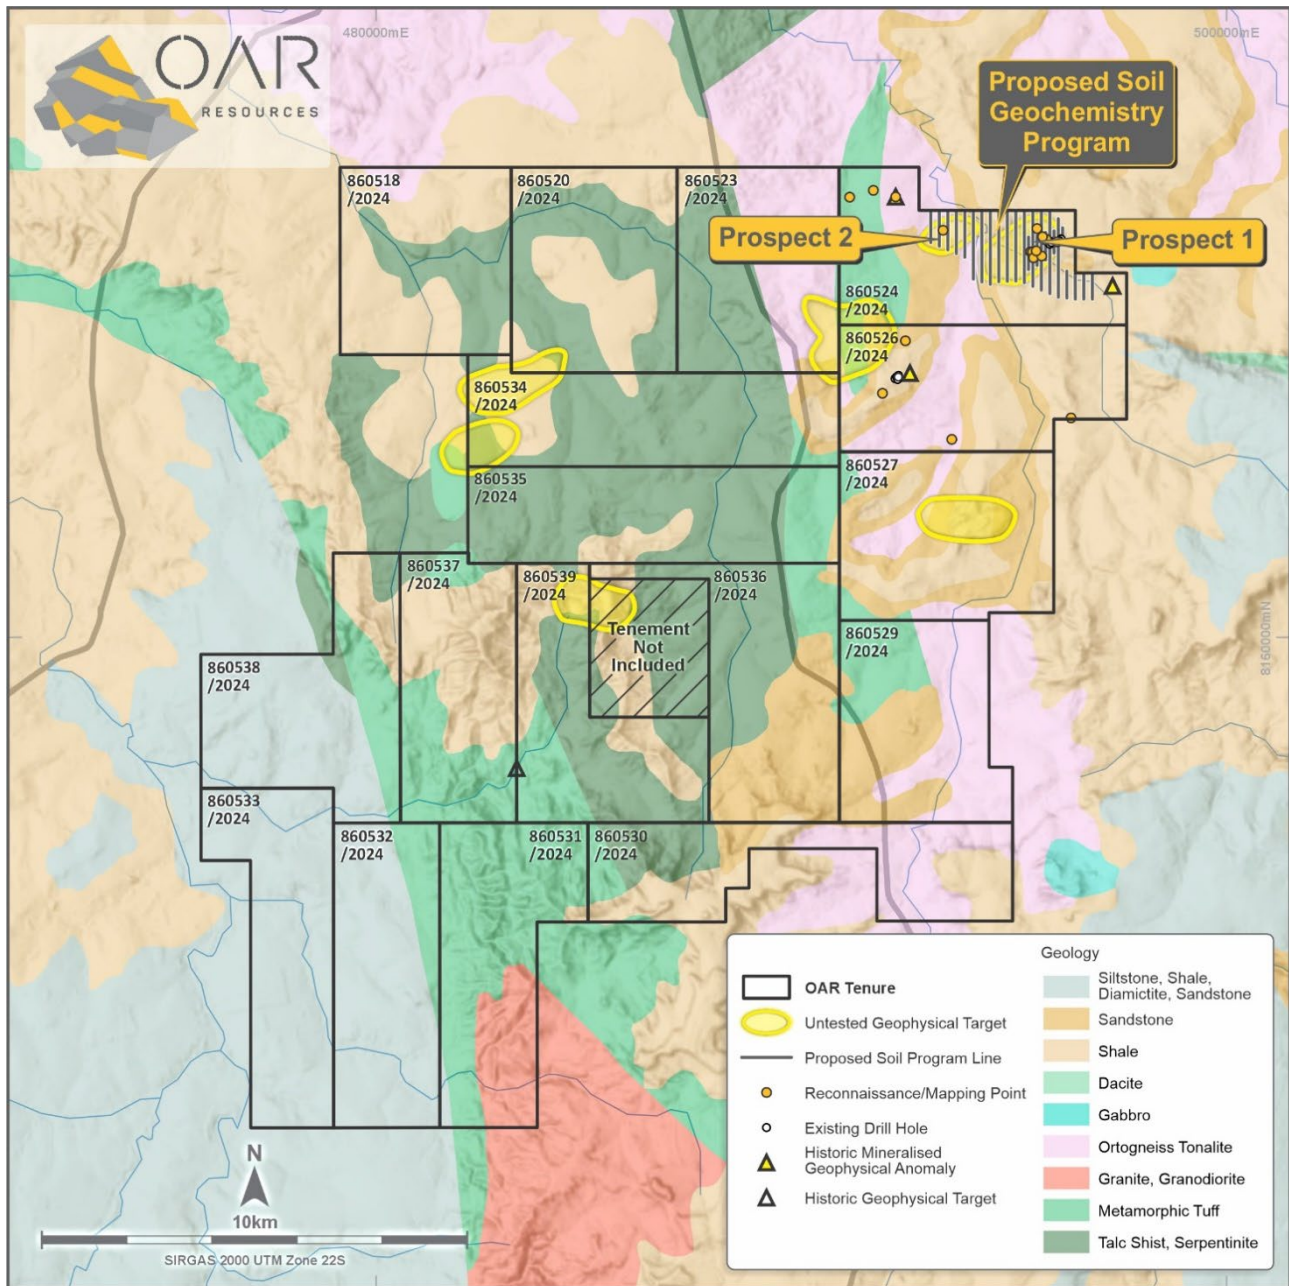 480000mE
500000mE
OAR
RESOURCES
Proposed Soil
Geochemistry
Program
860518
/2024
860520
/2024
860523
/2024
Prospect 2
Prospect 1
860524
/2024
860526
/2024
860534
/2024
860535
/2024
860527
/2024
860537
/2024
860539
/2024
860536
/2024
Tenement
Not
Included
860529
/2024
8160000mN
860538
/2024
860533
/2024
860532
/2024
860531
/2024
860530
/2024
OAR Tenure
Untested Geophysical Target
Proposed Soil Program Line
Reconnaissance/Mapping Point
Existing Drill Hole
Historic Mineralised
Geophysical Anomaly
Historic Geophysical Target
Geology
Siltstone, Shale,
Diamictite, Sandstone
Sandstone
Shale
Dacite
Gabbro
Ortogneiss Tonalite
Granite, Granodiorite
Metamorphic Tuff
Talc Shist, Serpentinite
N
10km
SIRGAS 2000 UTM Zone 22S